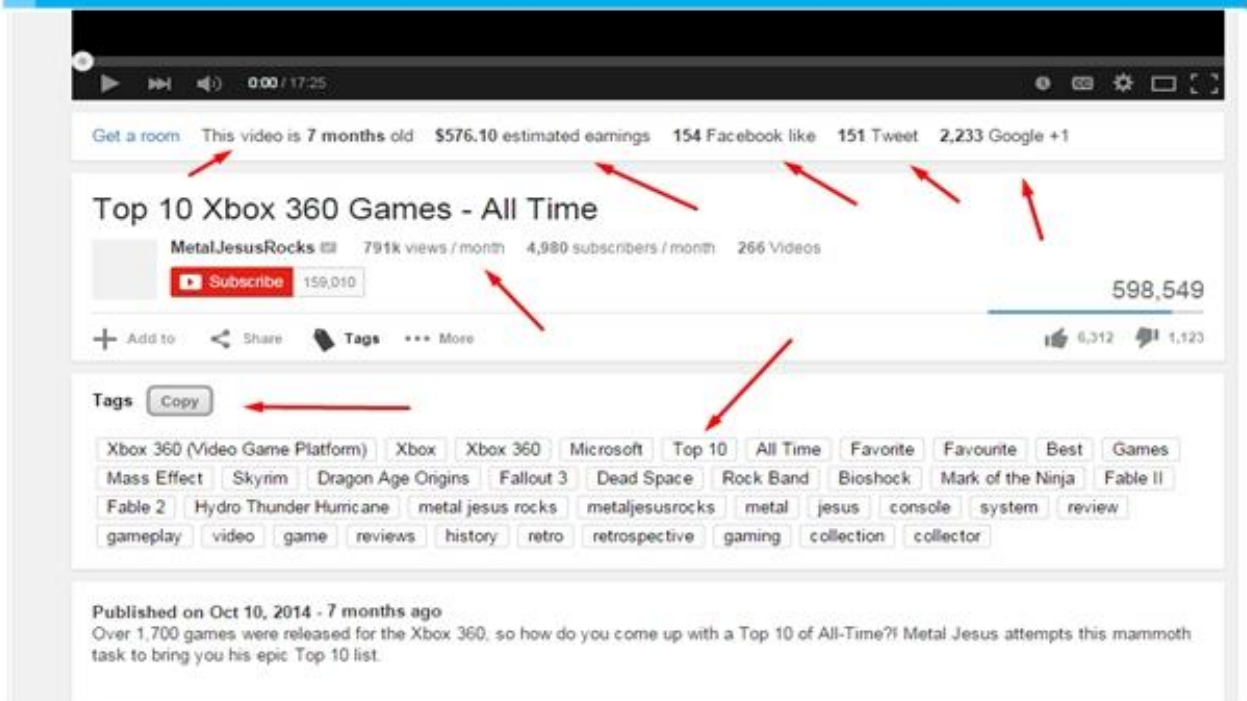 0:00 / 17:25
Get a room This video is 7 months old $576.10 estimated earnings 154 Facebook like 151 Tweet 2,233 Google +1
Top 10 Xbox 360 Games - All Time
MetalJesusRocks 791k views / month 4,980 subscribers / month 266 Videos
Subscribe 159,010
598,549
Add to Share Tags More 6,312 1,123
Tags Copy
Xbox 360 (Video Game Platform) Xbox Xbox 360 Microsoft Top 10 All Time Favorite Favourite Best Games
Mass Effect Skyrim Dragon Age Origins Fallout 3 Dead Space Rock Band Bioshock Mark of the Ninja Fable II
Fable 2 Hydro Thunder Hurricane metal jesus rocks metaljesusrocks metal jesus console system review
gameplay video game reviews history retro retrospective gaming collection collector
Published on Oct 10, 2014 - 7 months ago
Over 1,700 games were released for the Xbox 360, so how do you come up with a Top 10 of All-Time?! Metal Jesus attempts this mammoth
task to bring you his epic Top 10 list.